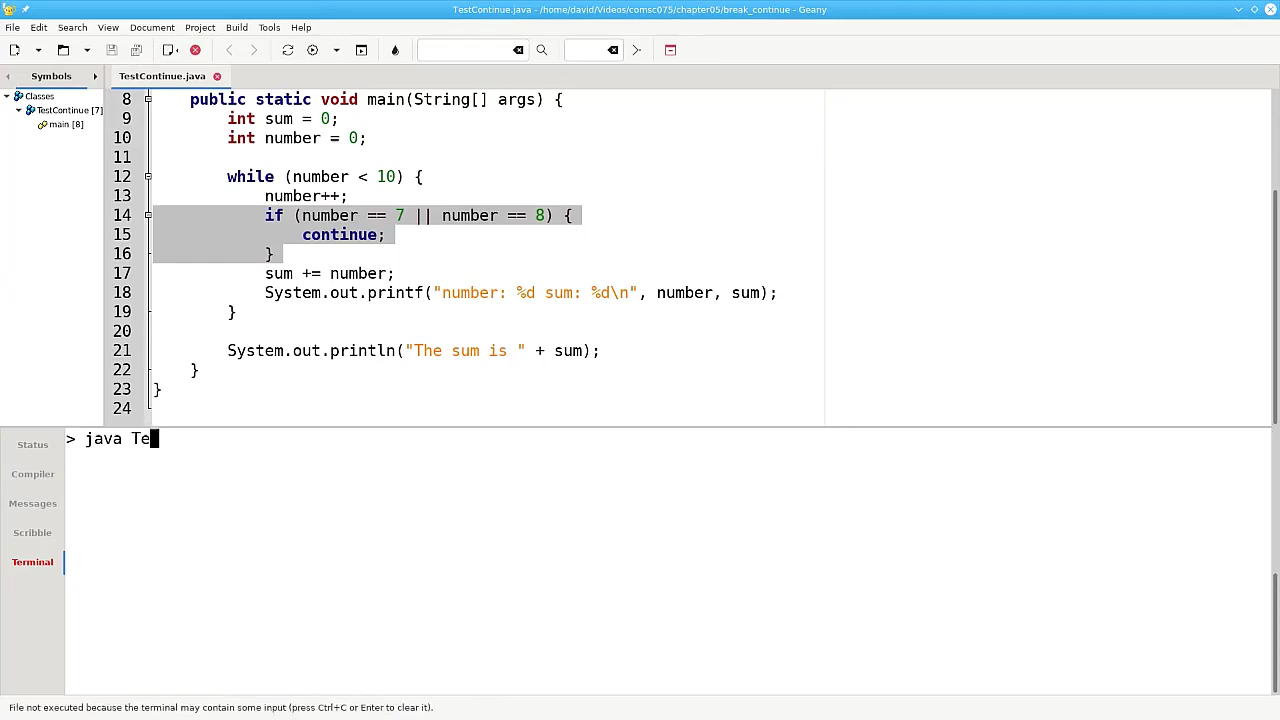 TestContinue.java - /home/david/Videos/comsc075/chapter05/break_continue - Geany
File Edit Search View Document Project Build Tools Help
Symbols TestContinue.java
Classes
TestContinue [7]
main [8]
8 public static void main(String[] args) {
9 int sum = 0;
10 int number = 0;
11
12 while (number < 10) {
13 number++;
14 if (number == 7 || number == 8) {
15 continue;
16 }
17 sum += number;
18 System.out.printf("number: %d sum: %d\n", number, sum);
19 }
20
21 System.out.println("The sum is " + sum);
22 }
23 }
24
Status
Compiler
Messages
Scribble
Terminal
> java Te
File not executed because the terminal may contain some input (press Ctrl+C or Enter to clear it).